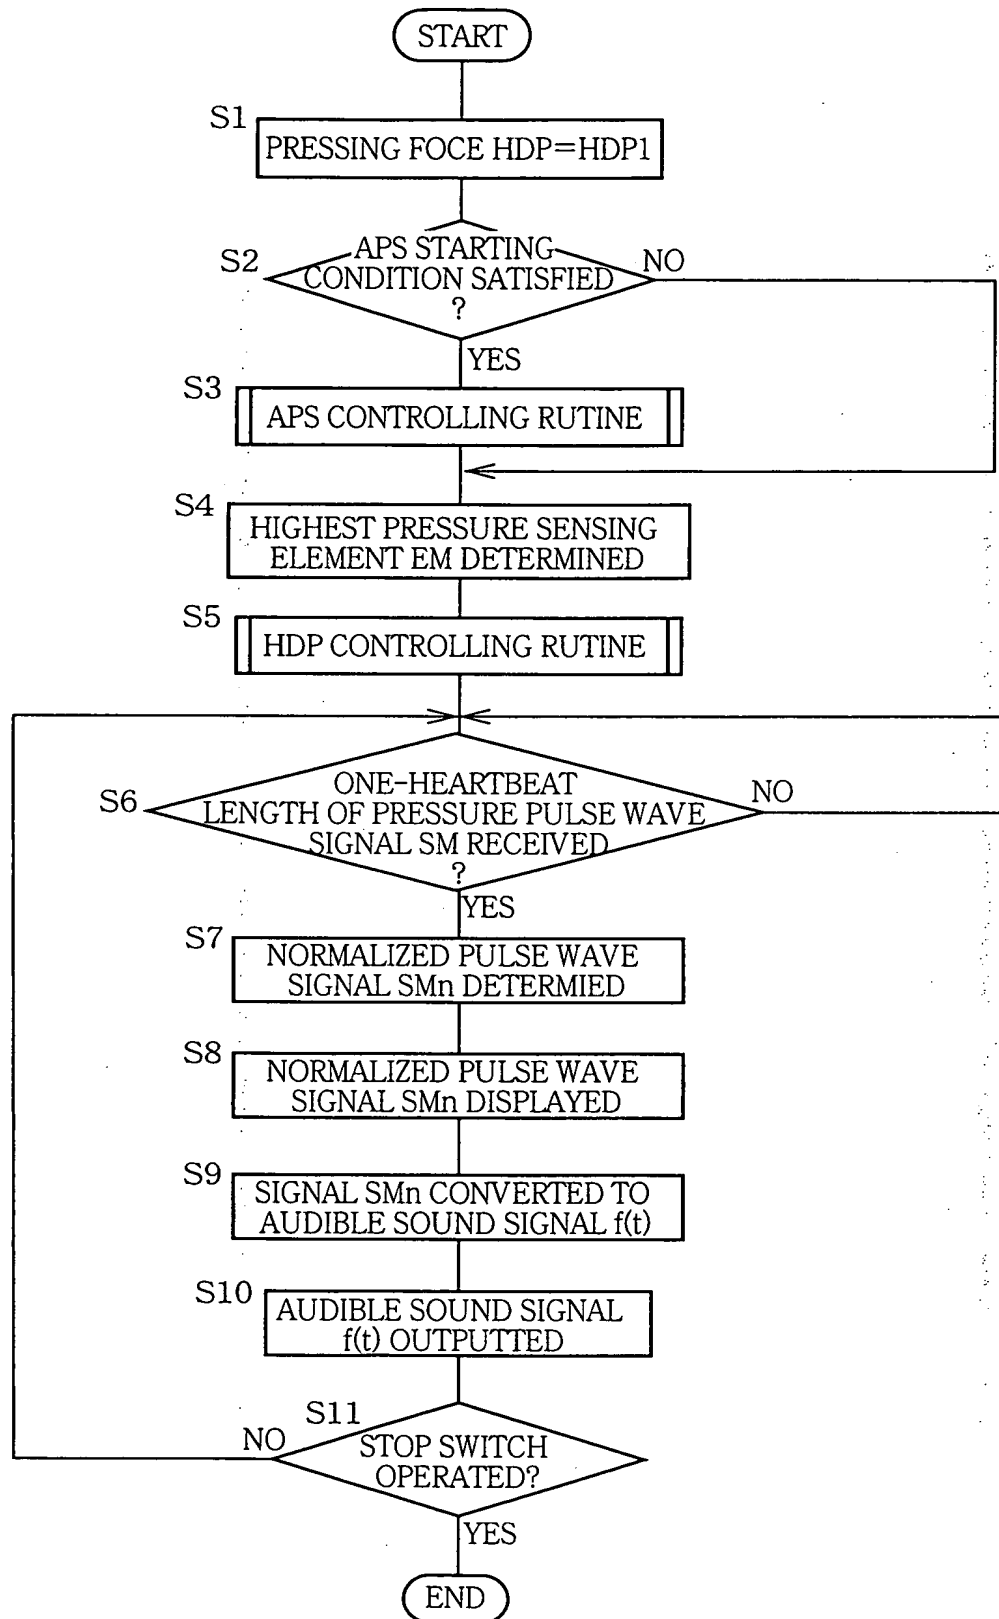 START
S1
PRESSING FOCE HDP=HDP1
S2
APS STARTING
CONDITION SATISFIED
?
NO
YES
S3
APS CONTROLLING RUTINE
S4
HIGHEST PRESSURE SENSING
ELEMENT EM DETERMINED
S5
HDP CONTROLLING RUTINE
S6
ONE-HEARTBEAT
LENGTH OF PRESSURE PULSE WAVE
SIGNAL SM RECEIVED
?
NO
YES
S7
NORMALIZED PULSE WAVE
SIGNAL SMn DETERMIED
S8
NORMALIZED PULSE WAVE
SIGNAL SMn DISPLAYED
S9
SIGNAL SMn CONVERTED TO
AUDIBLE SOUND SIGNAL f(t)
S10
AUDIBLE SOUND SIGNAL
f(t) OUTPUTTED
S11
NO
STOP SWITCH
OPERATED?
YES
END